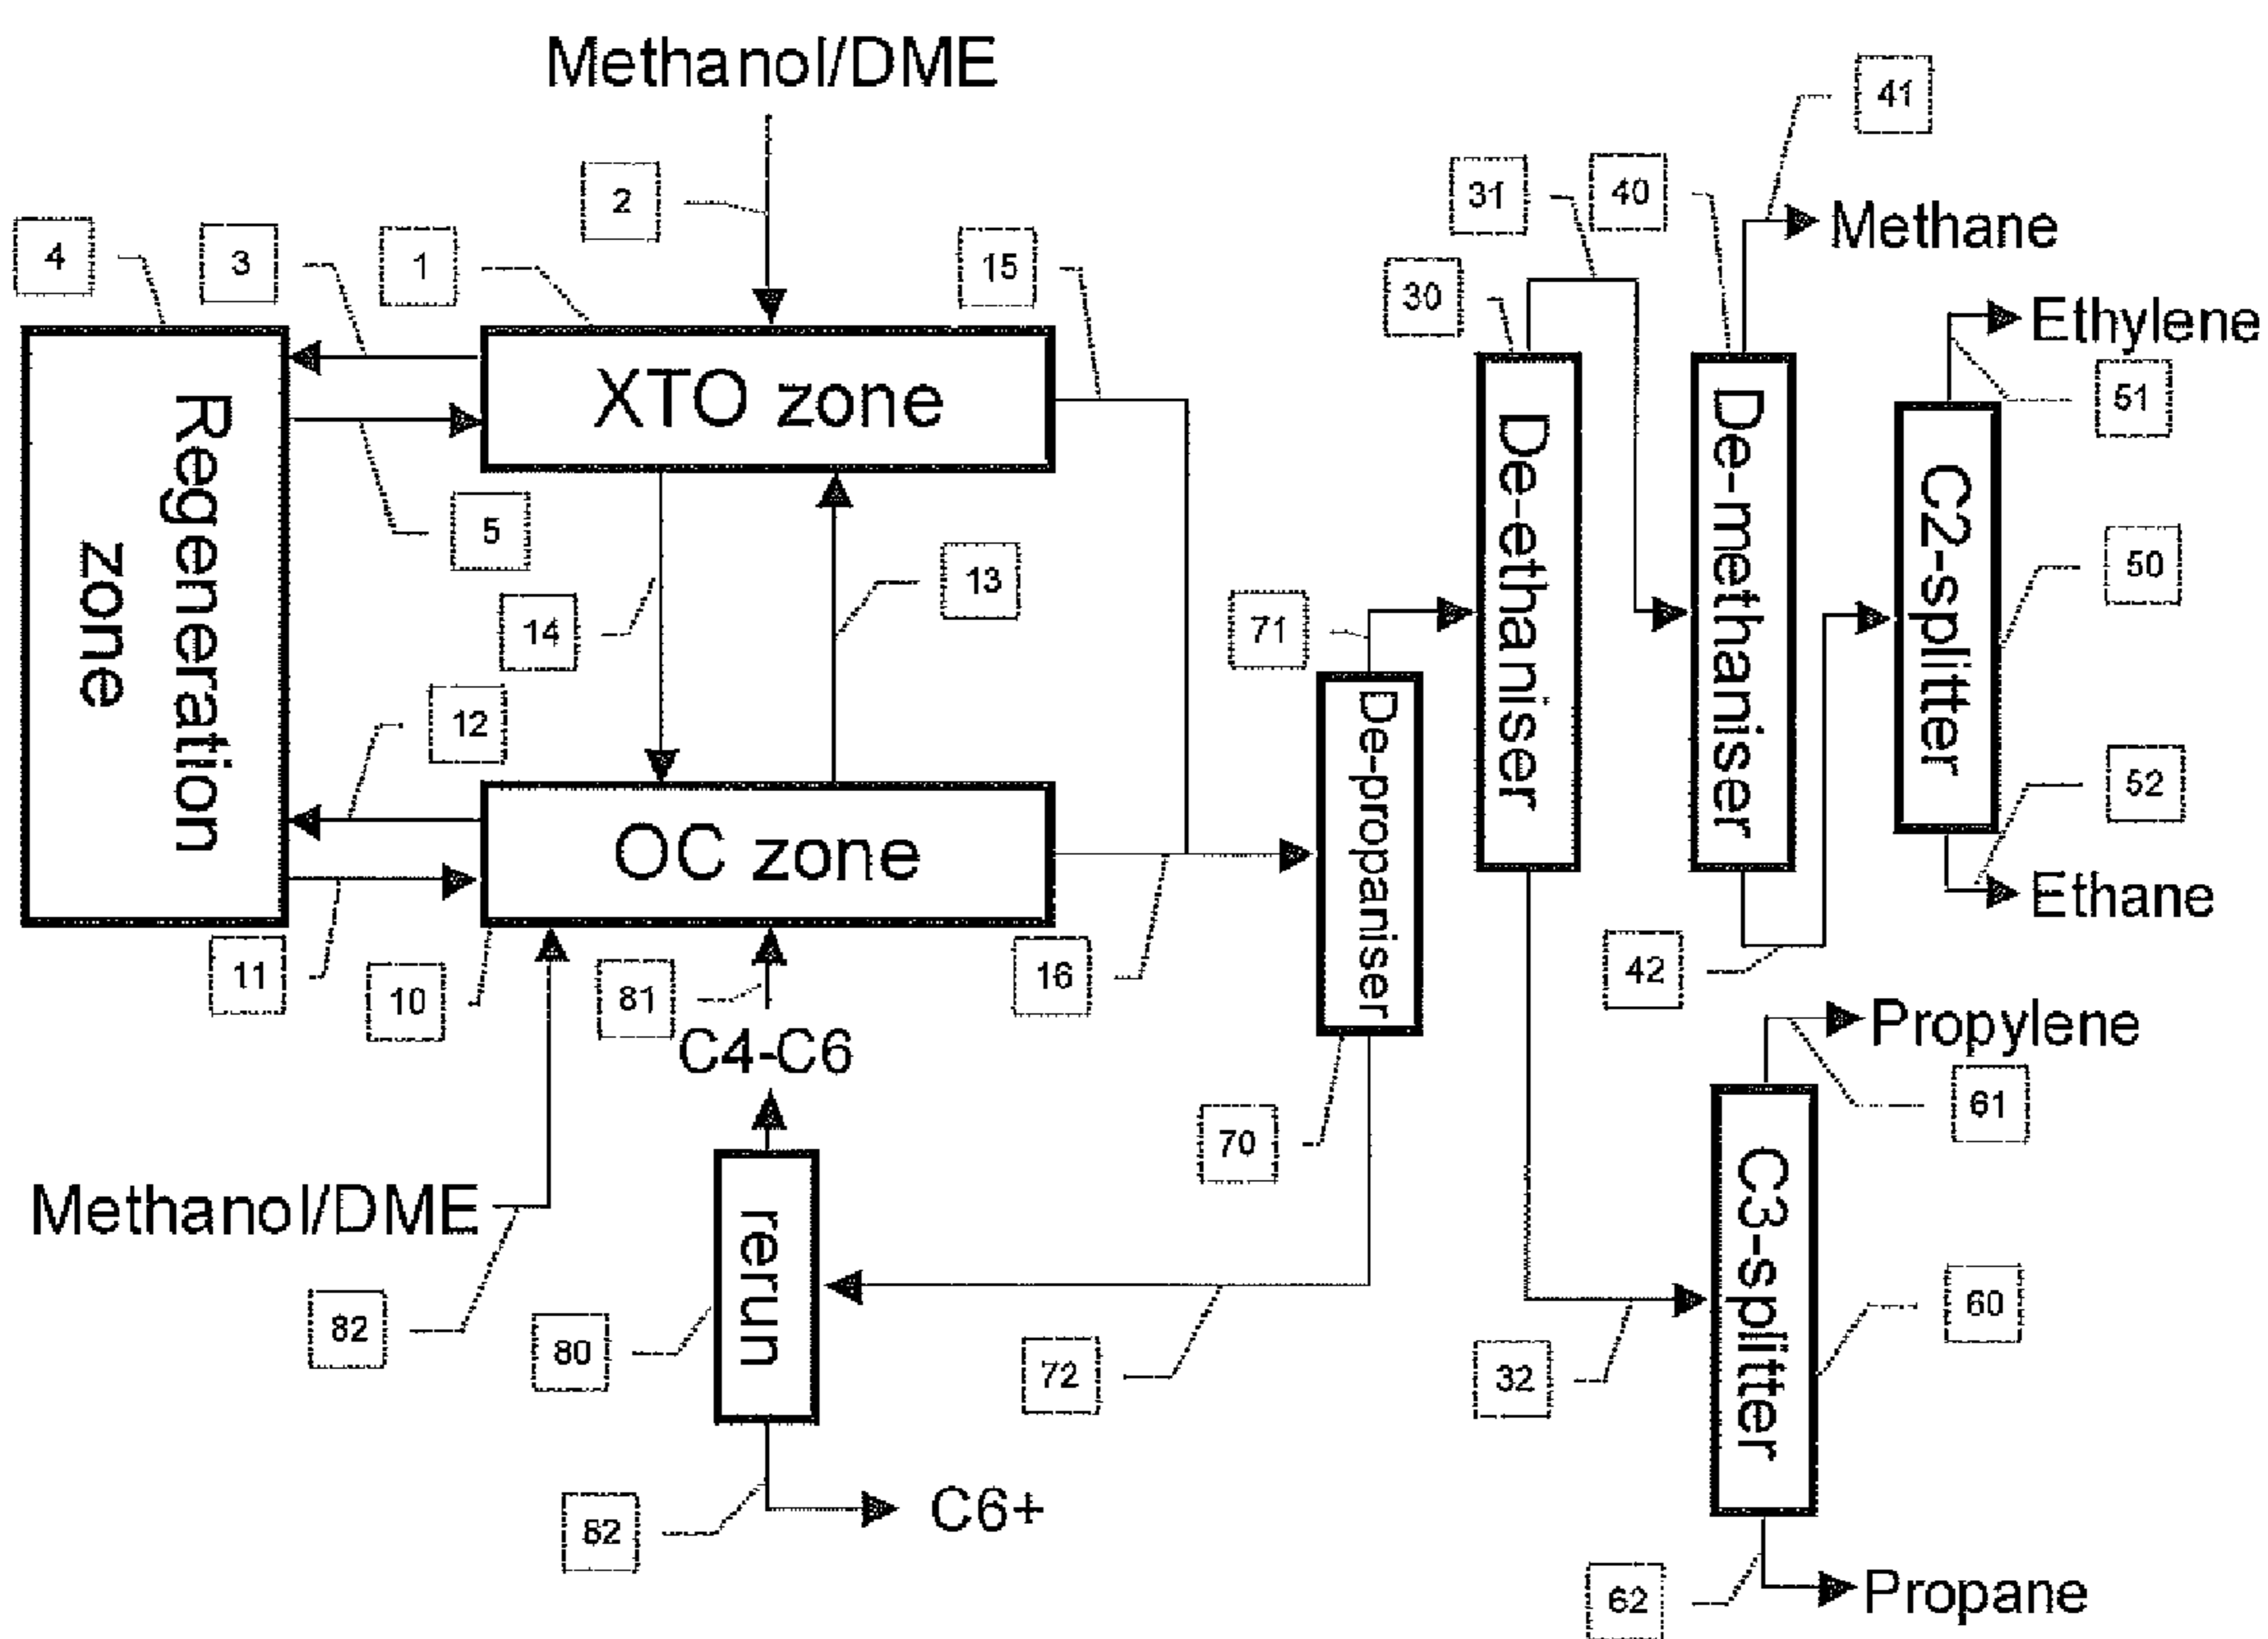 Methanol/DME
41
2
31
40
Methane
4
3
1
15
30
Ethylene
51
XTO zone
Regeneration
zone
De-ethaniser
De-methaniser
C2-splitter
5
13
50
14
71
12
De-propaniser
52
OC zone
Ethane
11
10
81
16
42
C4-C6
Propylene
61
70
Methanol/DME
C3-splitter
rerun
82
80
72
32
60
C6+
Propane
62